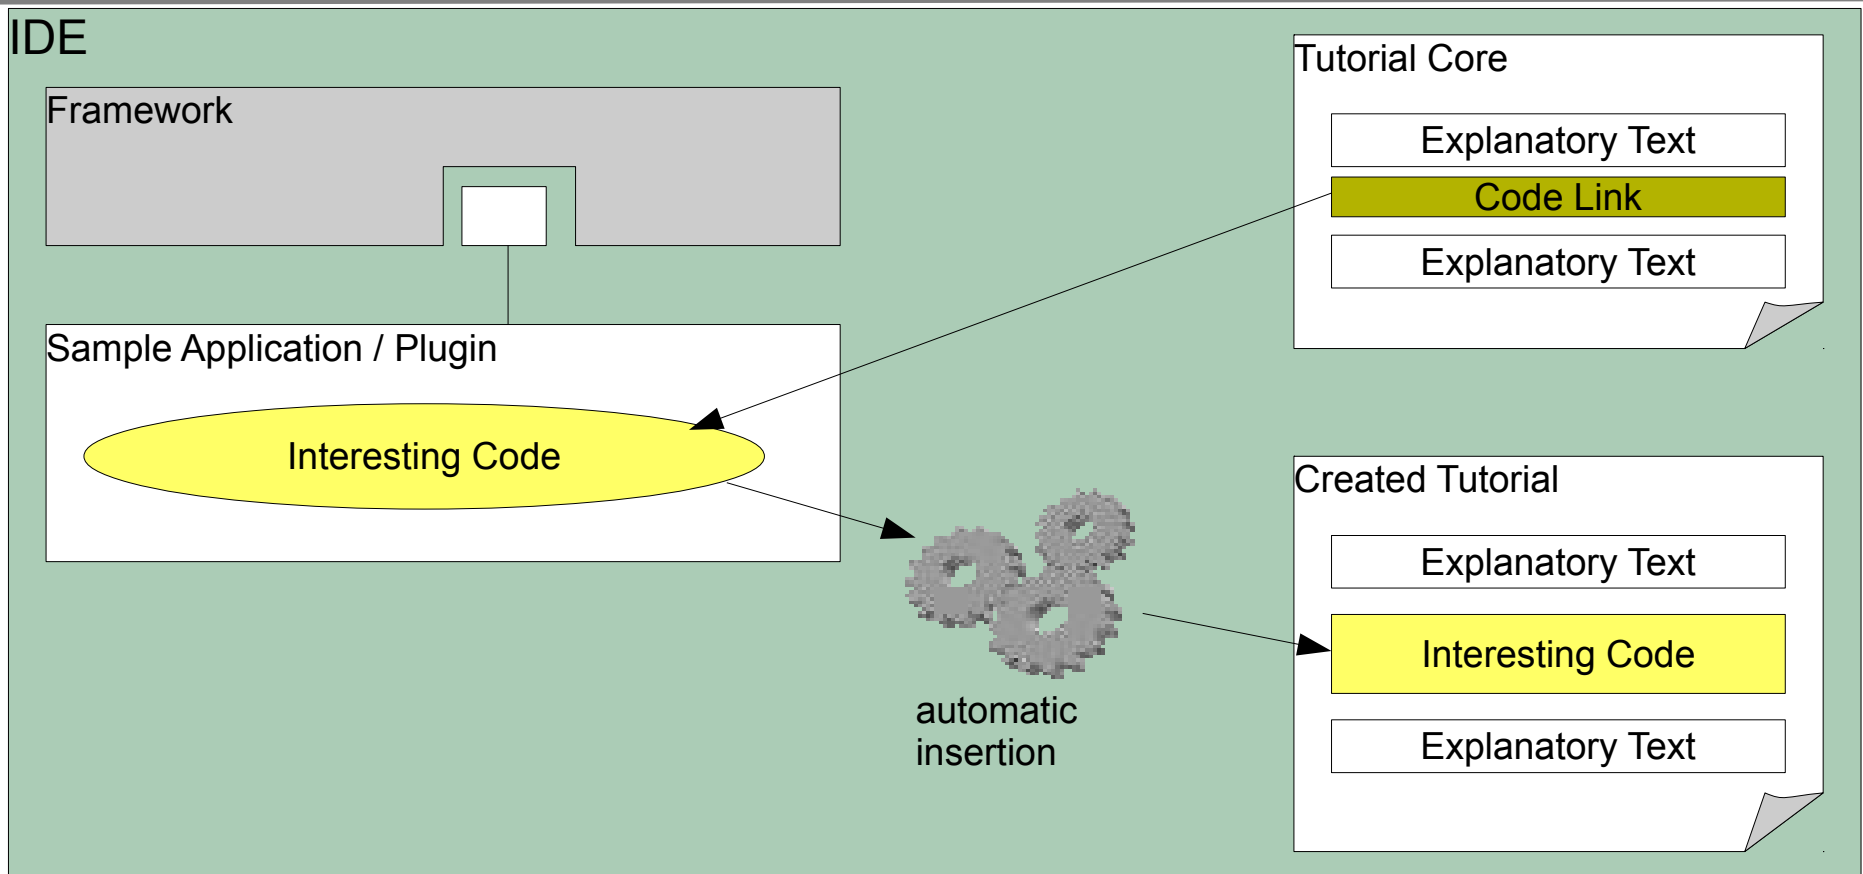 IDE
Framework
Sample Application / Plugin
Interesting Code
automatic
insertion
Tutorial Core
Explanatory Text
Code Link
Explanatory Text
Created Tutorial
Explanatory Text
Interesting Code
Explanatory Text